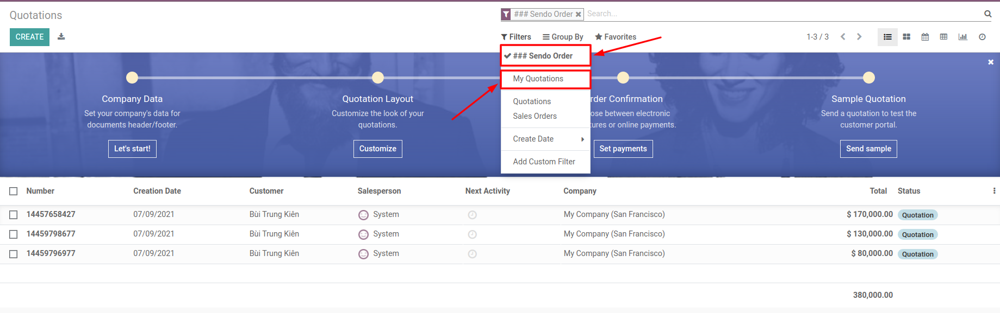 Quotations
### Sendo Order Search...
CREATE
Filters Group By Favorites 1-3 / 3
### Sendo Order
My Quotations
Quotations
Sales Orders
Create Date
Add Custom Filter
Company Data
Set your company's data for
documents header/footer.
Let's start!
Quotation Layout
Customize the look of your
quotations.
Customize
rder Confirmation
ose between electronic
tures or online payments.
Set payments
Sample Quotation
Send a quotation to test the
customer portal.
Send sample
Number Creation Date Customer Salesperson Next Activity Company Total Status
14457658427 07/09/2021 Bùi Trung Kiên System My Company (San Francisco) $ 170,000.00 Quotation
14459798677 07/09/2021 Bùi Trung Kiên System My Company (San Francisco) $ 130,000.00 Quotation
14459796977 07/09/2021 Bùi Trung Kiên System My Company (San Francisco) $ 80,000.00 Quotation
380,000.00